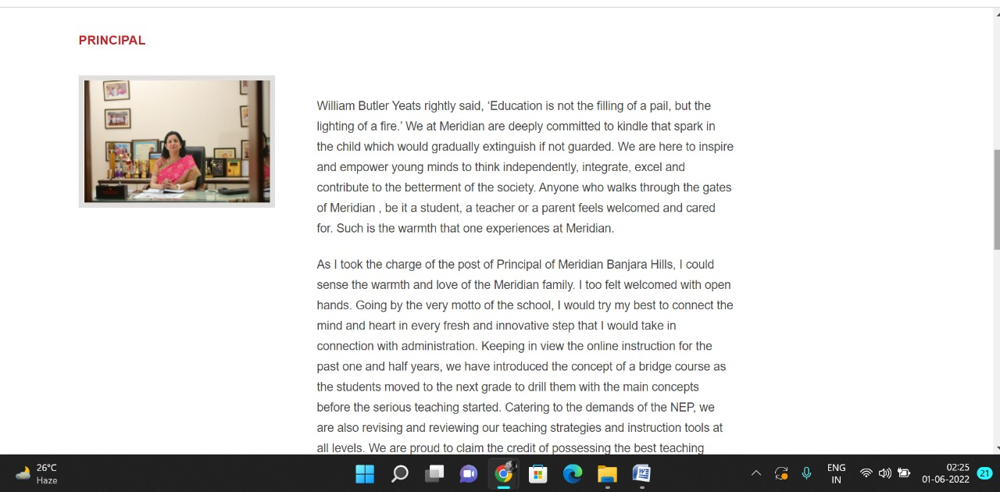 PRINCIPAL
William Butler Yeats rightly said, ‘Education is not the filling of a pail, but the
lighting of a fire.’ We at Meridian are deeply committed to kindle that spark in
the child which would gradually extinguish if not guarded. We are here to inspire
and empower young minds to think independently, integrate, excel and
contribute to the betterment of the society. Anyone who walks through the gates
of Meridian , be it a student, a teacher or a parent feels welcomed and cared
for. Such is the warmth that one experiences at Meridian.
As I took the charge of the post of Principal of Meridian Banjara Hills, I could
sense the warmth and love of the Meridian family. I too felt welcomed with open
hands. Going by the very motto of the school, I would try my best to connect the
mind and heart in every fresh and innovative step that I would take in
connection with administration. Keeping in view the online instruction for the
past one and half years, we have introduced the concept of a bridge course as
the students moved to the next grade to drill them with the main concepts
before the serious teaching started. Catering to the demands of the NEP, we
are also revising and reviewing our teaching strategies and instruction tools at
all levels. We are proud to claim the credit of possessing the best teaching
26°C
Haze
ENG
IN
02:25
01-06-2022
21